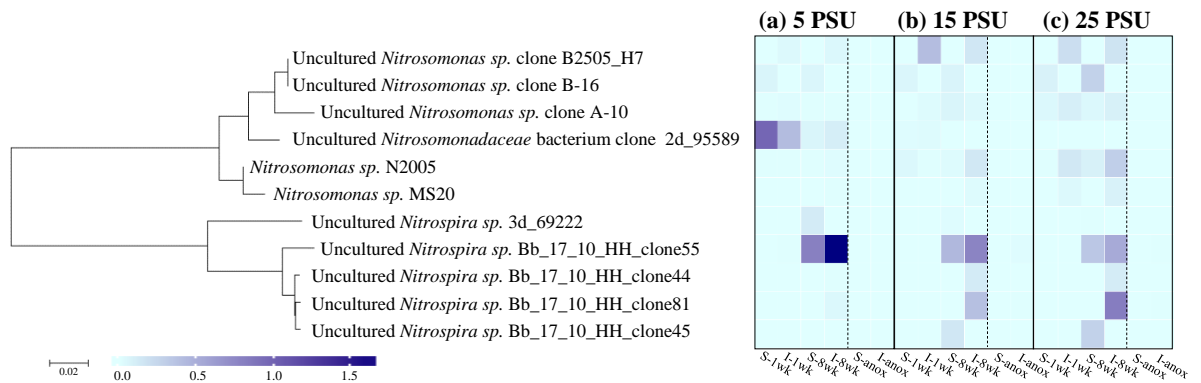 (a) 5 PSU (b) 15 PSU (c) 25 PSU
Uncultured Nitrosomonas sp. clone B2505_H7
Uncultured Nitrosomonas sp. clone B-16
Uncultured Nitrosomonas sp. clone A-10
Uncultured Nitrosomonadaceae bacterium clone 2d_95589
Nitrosomonas sp. N2005
Nitrosomonas sp. MS20
Uncultured Nitrospira sp. 3d_69222
Uncultured Nitrospira sp. Bb_17_10_HH_clone55
Uncultured Nitrospira sp. Bb_17_10_HH_clone44
Uncultured Nitrospira sp. Bb_17_10_HH_clone81
Uncultured Nitrospira sp. Bb_17_10_HH_clone45
0.02
0.0 0.5 1.0 1.5
S-1wk I-1wk S-8wk I-8wk S-anox I-anox S-1wk I-1wk S-8wk I-8wk S-anox I-anox S-1wk I-1wk S-8wk I-8wk S-anox I-anox